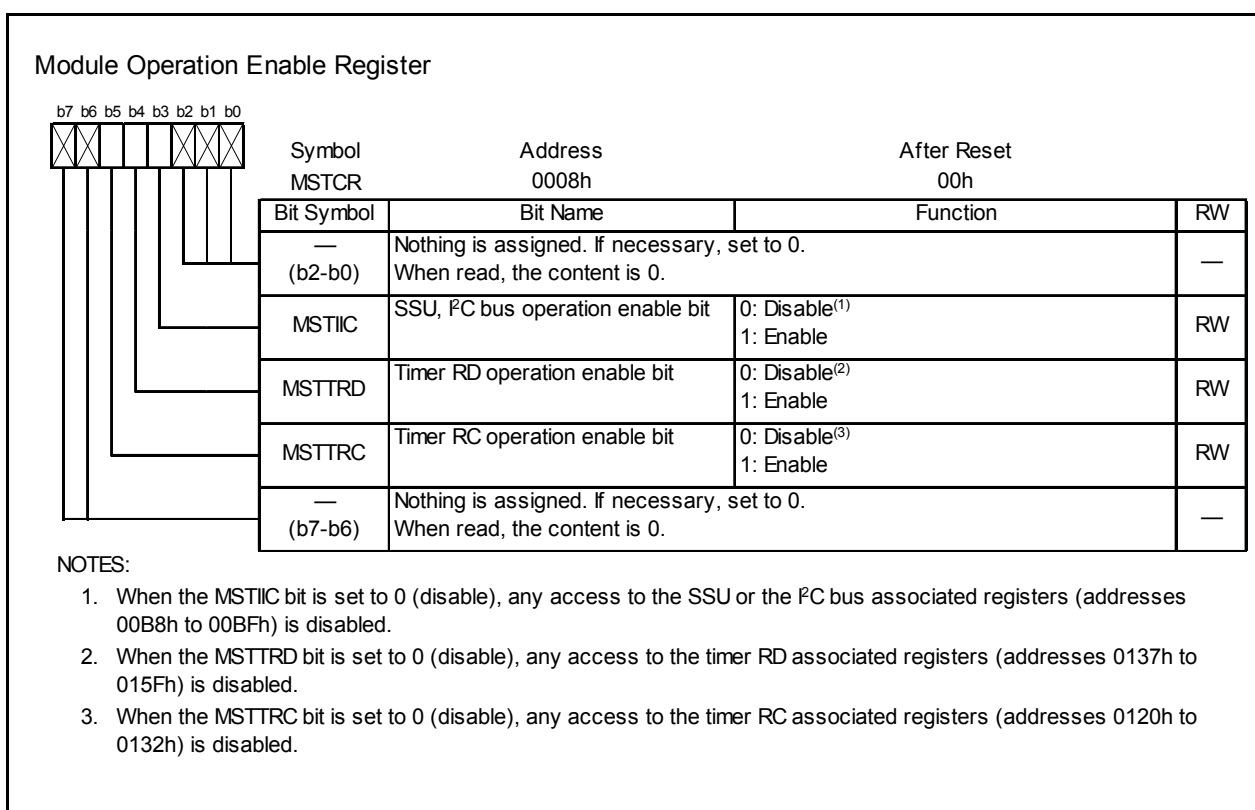 Module Operation Enable Register
b7 b6 b5 b4 b3 b2 b1 b0
Symbol Address After Reset
MSTCR 0008h 00h
Bit Symbol Bit Name Function RW
—
(b2-b0)
Nothing is assigned. If necessary, set to 0.
When read, the content is 0.
—
MSTIIC
SSU, I²C bus operation enable bit
0: Disable(1)
1: Enable
RW
MSTTRD
Timer RD operation enable bit
0: Disable(2)
1: Enable
RW
MSTTRC
Timer RC operation enable bit
0: Disable(3)
1: Enable
RW
—
(b7-b6)
Nothing is assigned. If necessary, set to 0.
When read, the content is 0.
—
NOTES:
1. When the MSTIIC bit is set to 0 (disable), any access to the SSU or the I²C bus associated registers (addresses
00B8h to 00BFh) is disabled.
2. When the MSTTRD bit is set to 0 (disable), any access to the timer RD associated registers (addresses 0137h to
015Fh) is disabled.
3. When the MSTTRC bit is set to 0 (disable), any access to the timer RC associated registers (addresses 0120h to
0132h) is disabled.